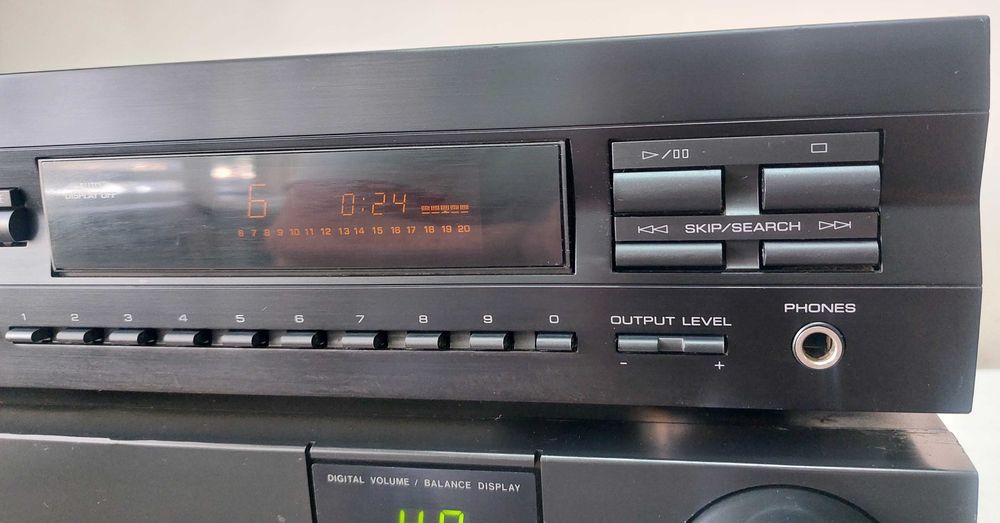 DISPLAY OFF
6 0:24
6 7 8 9 10 11 12 13 14 15 16 17 18 19 20
SKIP/SEARCH
1 2 3 4 5 6 7 8 9 0
OUTPUT LEVEL
- +
PHONES
DIGITAL VOLUME / BALANCE DISPLAY